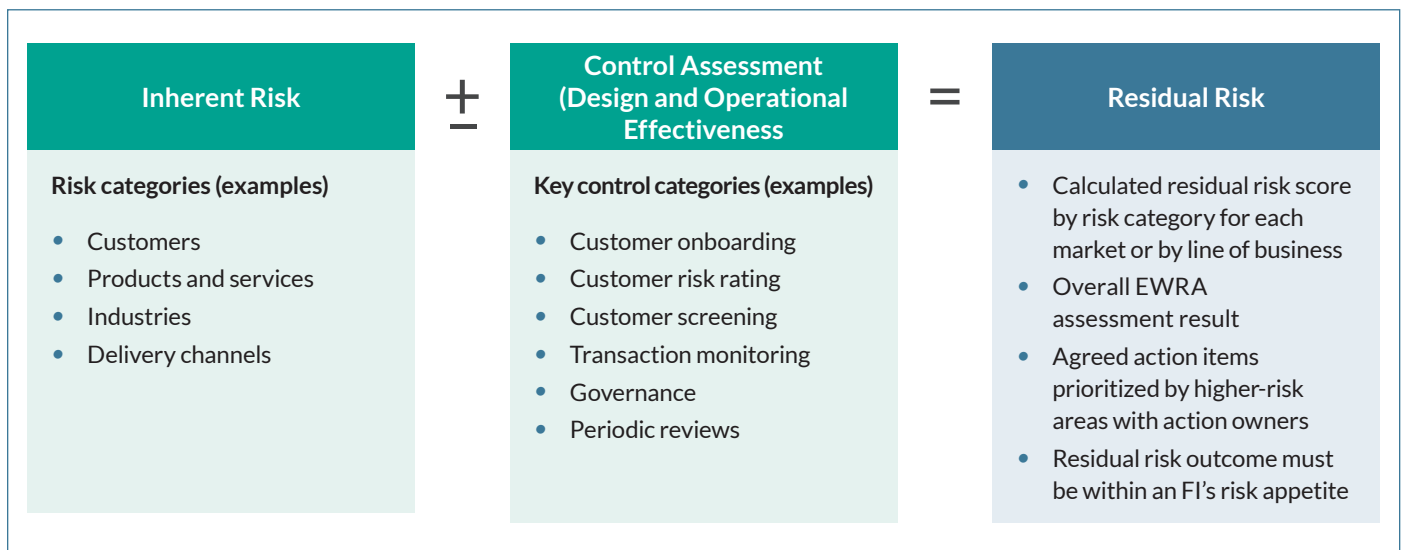 Inherent Risk
Risk categories (examples)
• Customers
• Products and services
• Industries
• Delivery channels
±
Control Assessment
(Design and Operational
Effectiveness
Key control categories (examples)
• Customer onboarding
• Customer risk rating
• Customer screening
• Transaction monitoring
• Governance
• Periodic reviews
=
Residual Risk
• Calculated residual risk score
by risk category for each
market or by line of business
• Overall EWRA
assessment result
• Agreed action items
prioritized by higher-risk
areas with action owners
• Residual risk outcome must
be within an FI’s risk appetite